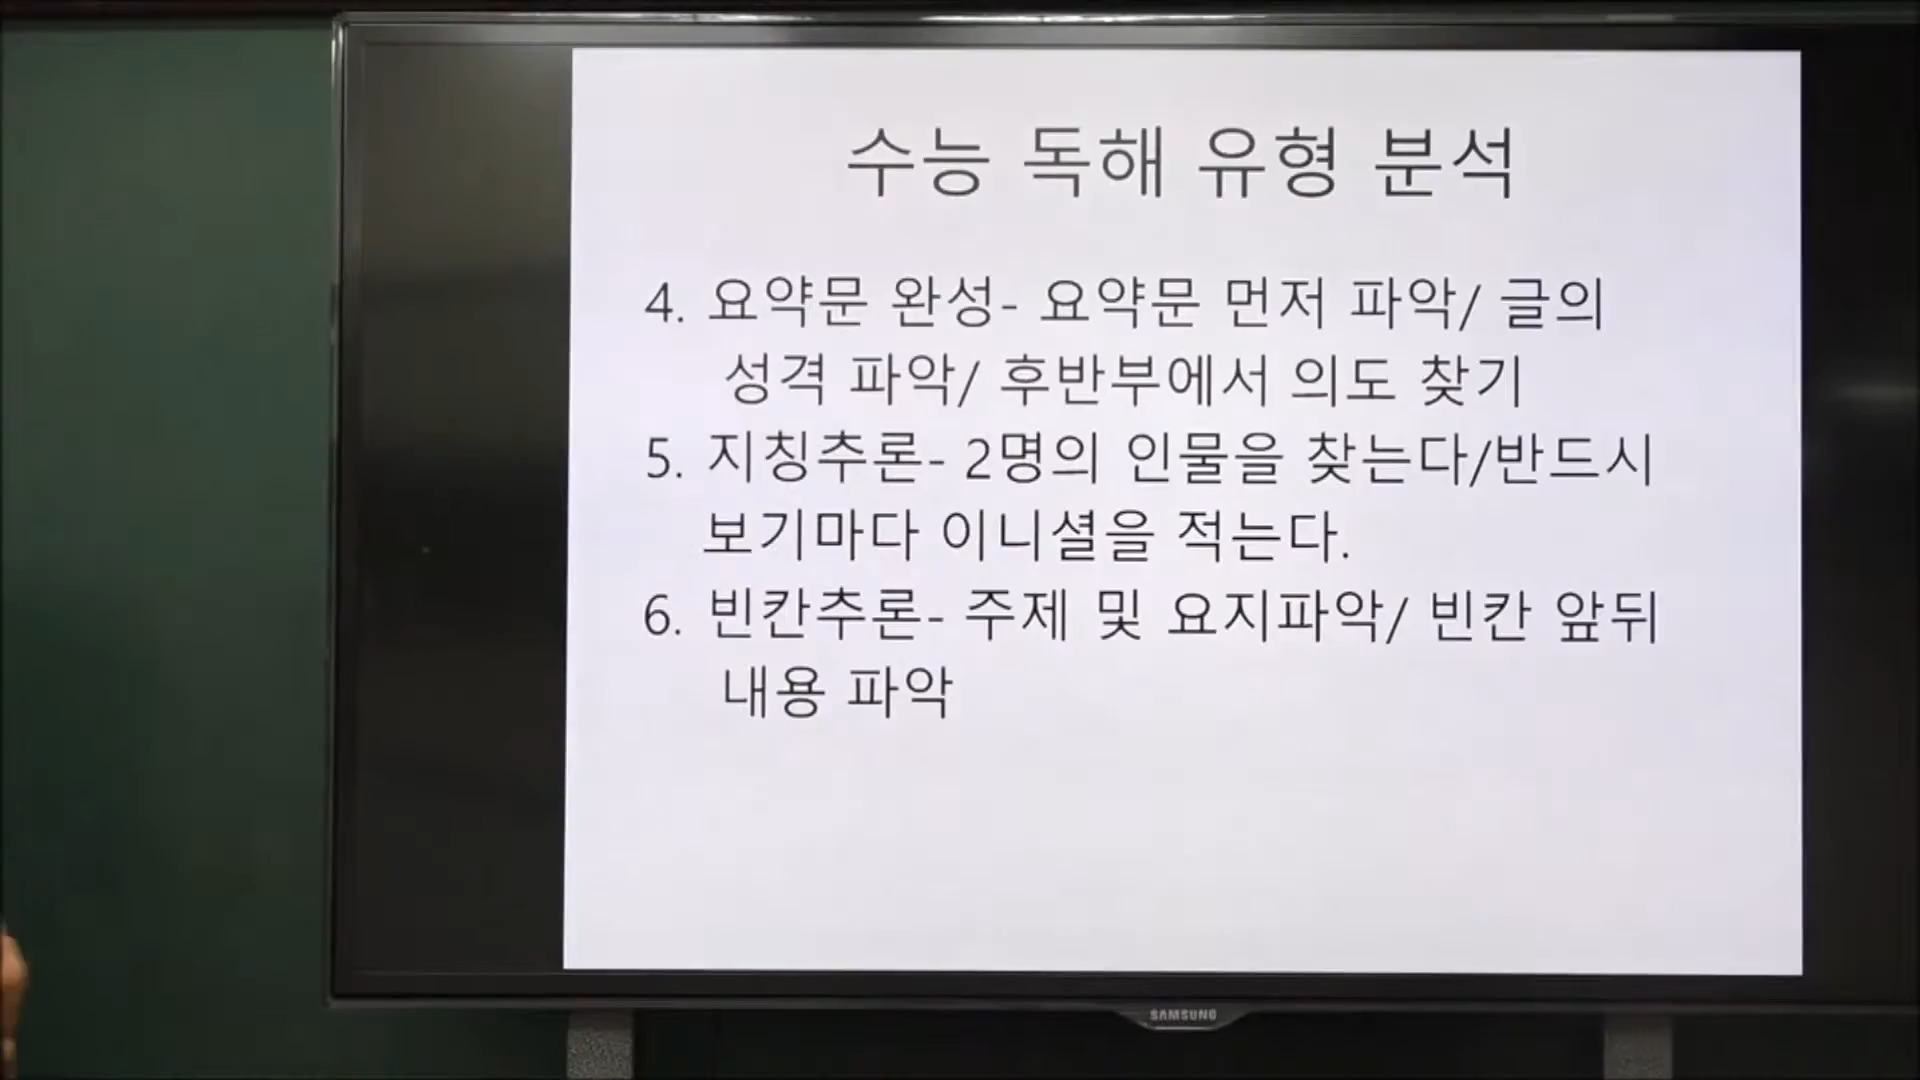 수능 독해 유형 분석
4. 요약문 완성- 요약문 먼저 파악/ 글의
성격 파악/ 후반부에서 의도 찾기
5. 지칭추론- 2명의 인물을 찾는다/반드시
보기마다 이니셜을 적는다.
6. 빈칸추론- 주제 및 요지파악/ 빈칸 앞뒤
내용 파악
SAMSUNG